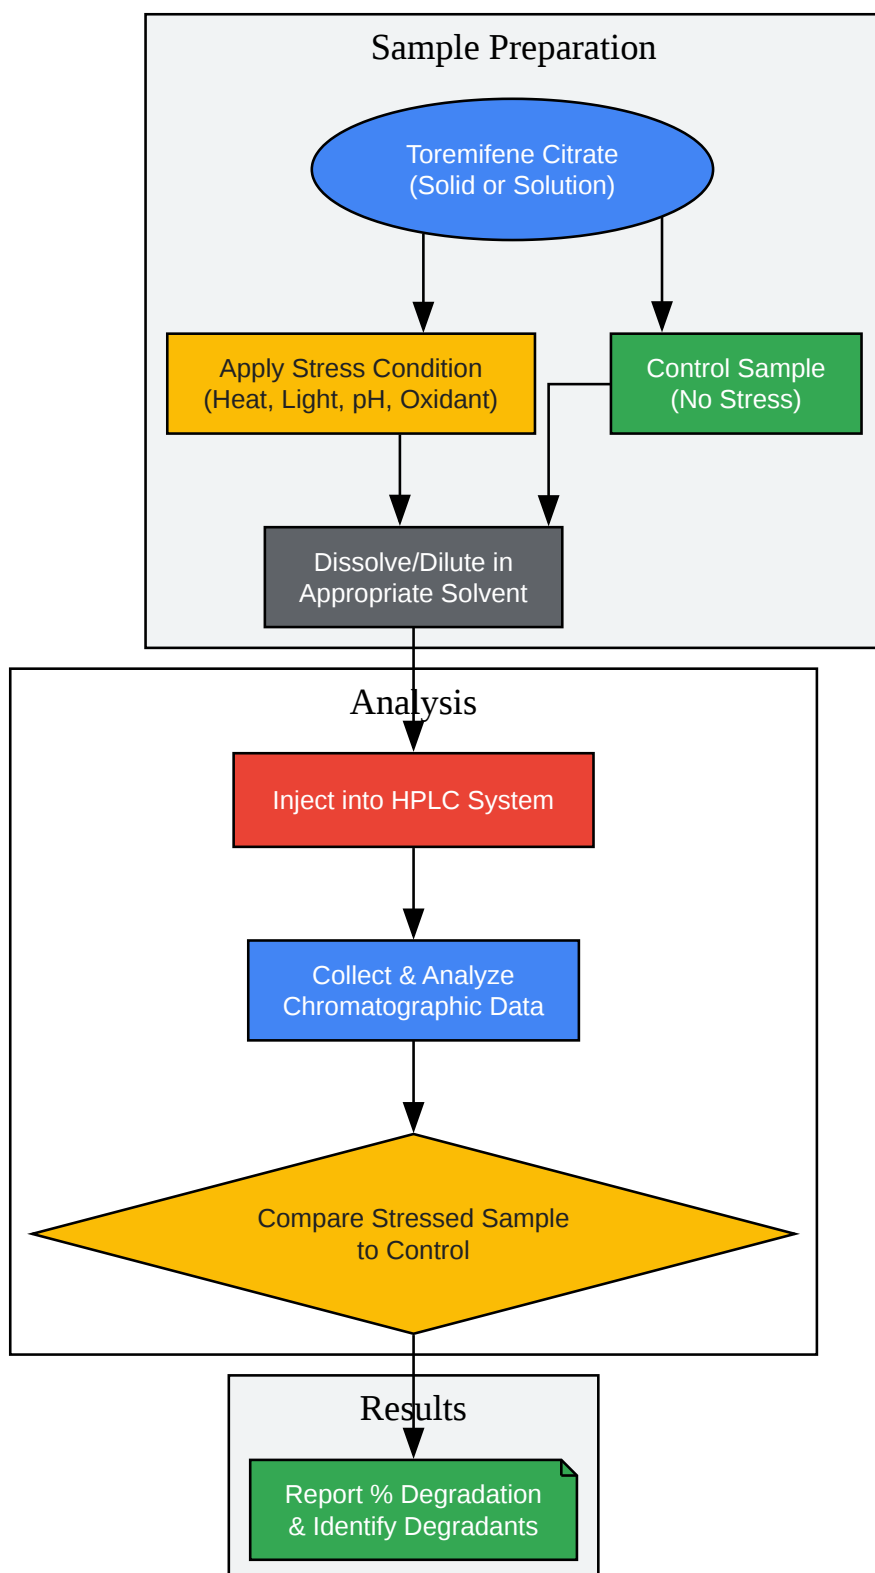 Sample Preparation
Toremifene Citrate
(Solid or Solution)
Apply Stress Condition
(Heat, Light, pH, Oxidant)
Control Sample
(No Stress)
Dissolve/Dilute in
Appropriate Solvent
Analysis
Inject into HPLC System
Collect & Analyze
Chromatographic Data
Compare Stressed Sample
to Control
Results
Report % Degradation
& Identify Degradants